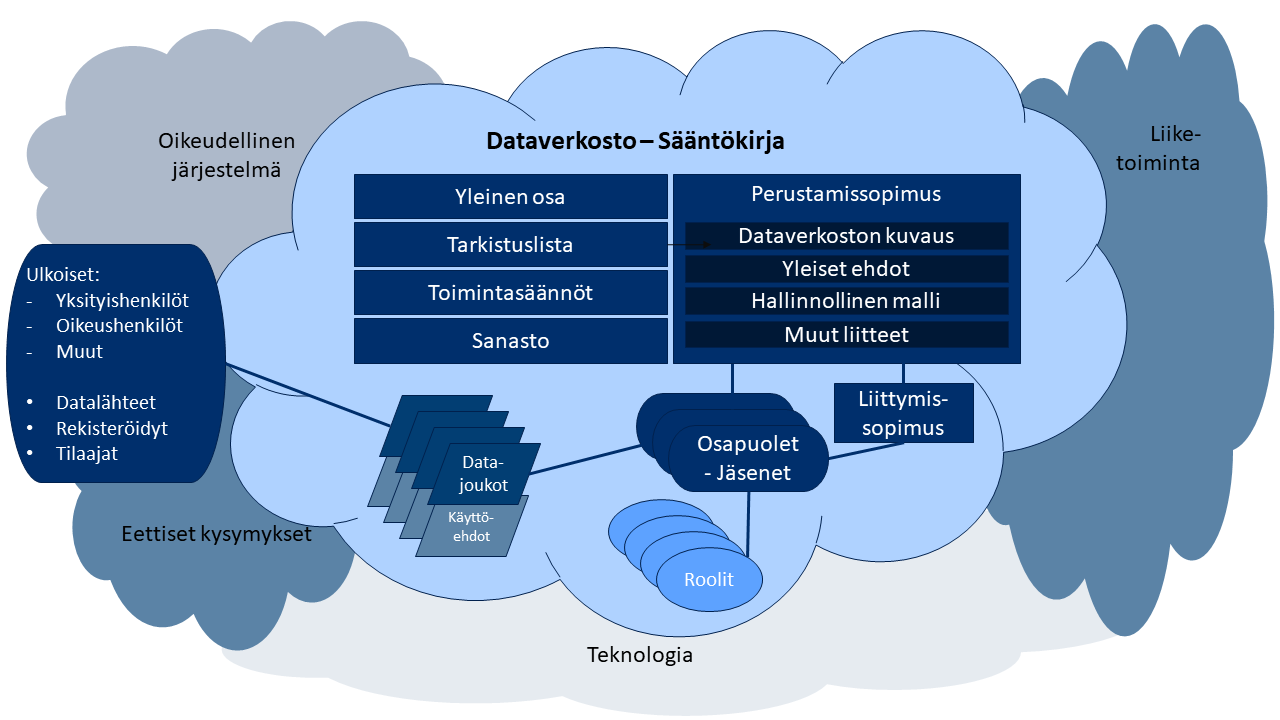 Dataverkosto – Sääntökirja
Oikeudellinen
järjestelmä
Liike-
toiminta
Yleinen osa
Tarkistuslista
Toimintasäännöt
Sanasto
Perustamissopimus
Dataverkoston kuvaus
Yleiset ehdot
Hallinnollinen malli
Muut liitteet
Ulkoiset:
- Yksityishenkilöt
- Oikeushenkilöt
- Muut
• Datalähteet
• Rekisteröidyt
• Tilaajat
Liittymis-
sopimus
Osapuolet
- Jäsenet
Data-
joukot
Käyttö-
ehdot
Roolit
Eettiset kysymykset
Teknologia